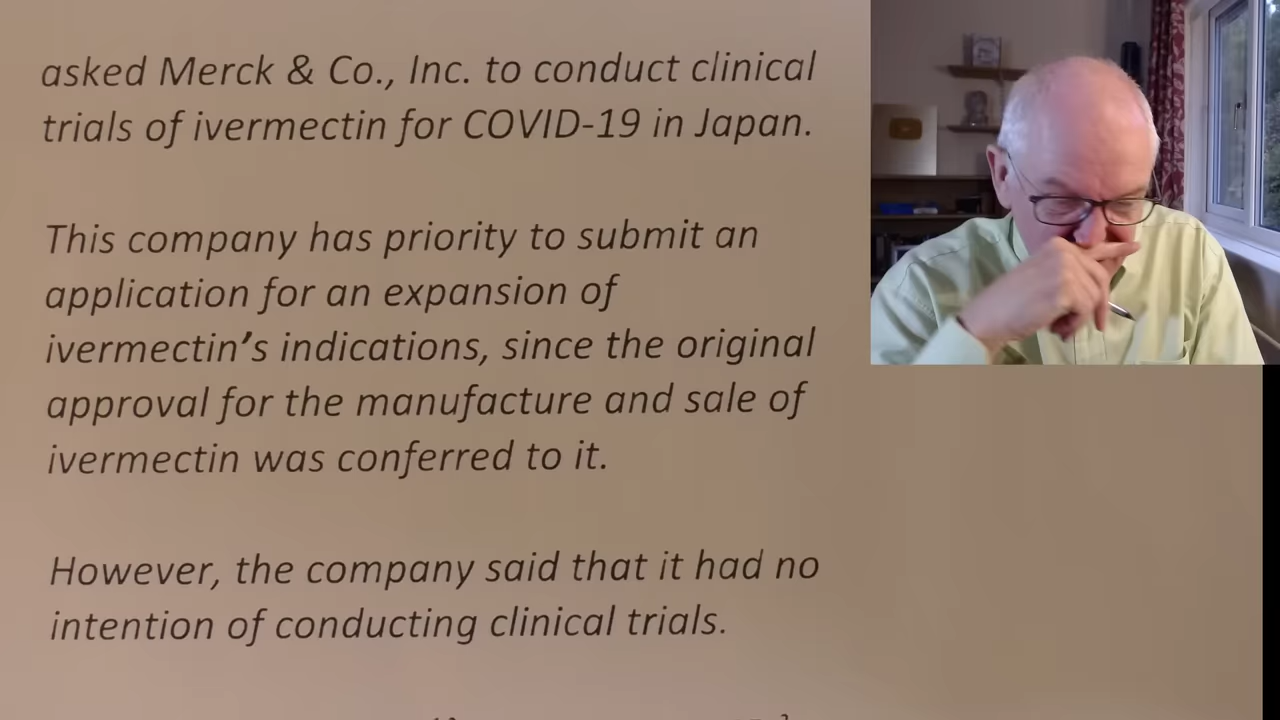 asked Merck & Co., Inc. to conduct clinical
trials of ivermectin for COVID-19 in Japan.
This company has priority to submit an
application for an expansion of
ivermectin's indications, since the original
approval for the manufacture and sale of
ivermectin was conferred to it.
However, the company said that it had no
intention of conducting clinical trials.